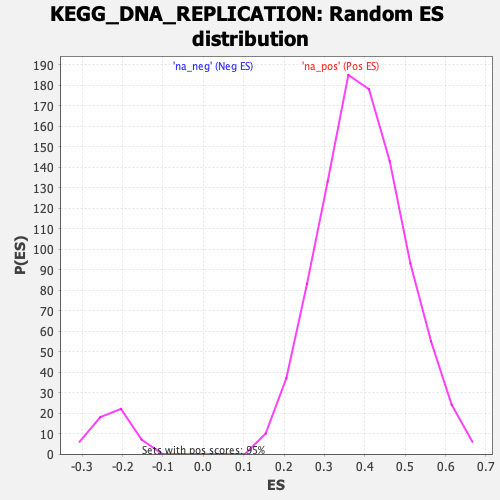 KEGG_DNA_REPLICATION: Random ES
distribution
'na_neg' (Neg ES) 'na_pos' (Pos ES)
190
180
170
160
150
140
130
120
110
100
90
80
70
60
50
40
30
20
10
0
P(ES)
Sets with pos scores: 95%
-0.3 -0.2 -0.1 0.0 0.1 0.2 0.3 0.4 0.5 0.6 0.7
ES